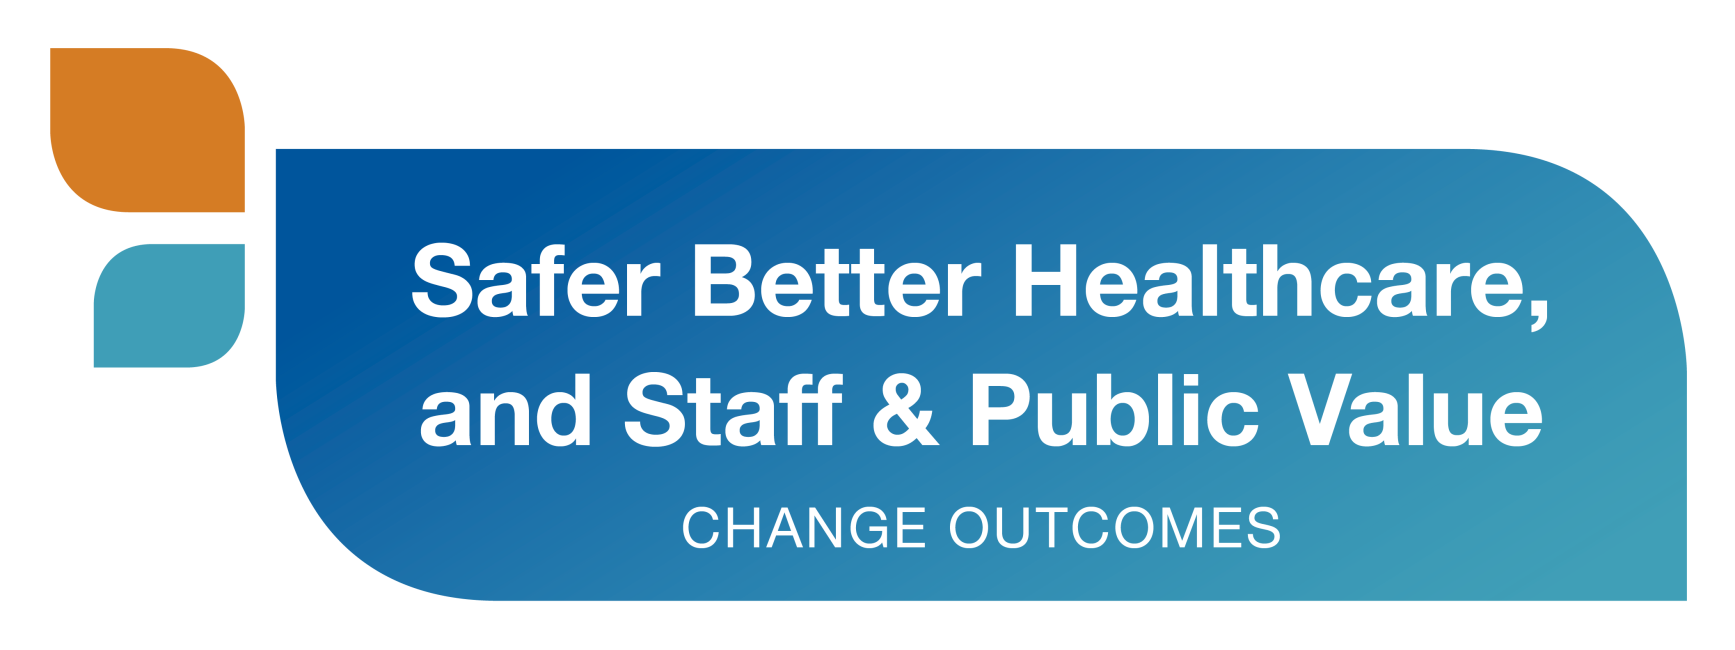 Safer Better Healthcare,
and Staff & Public Value
CHANGE OUTCOMES